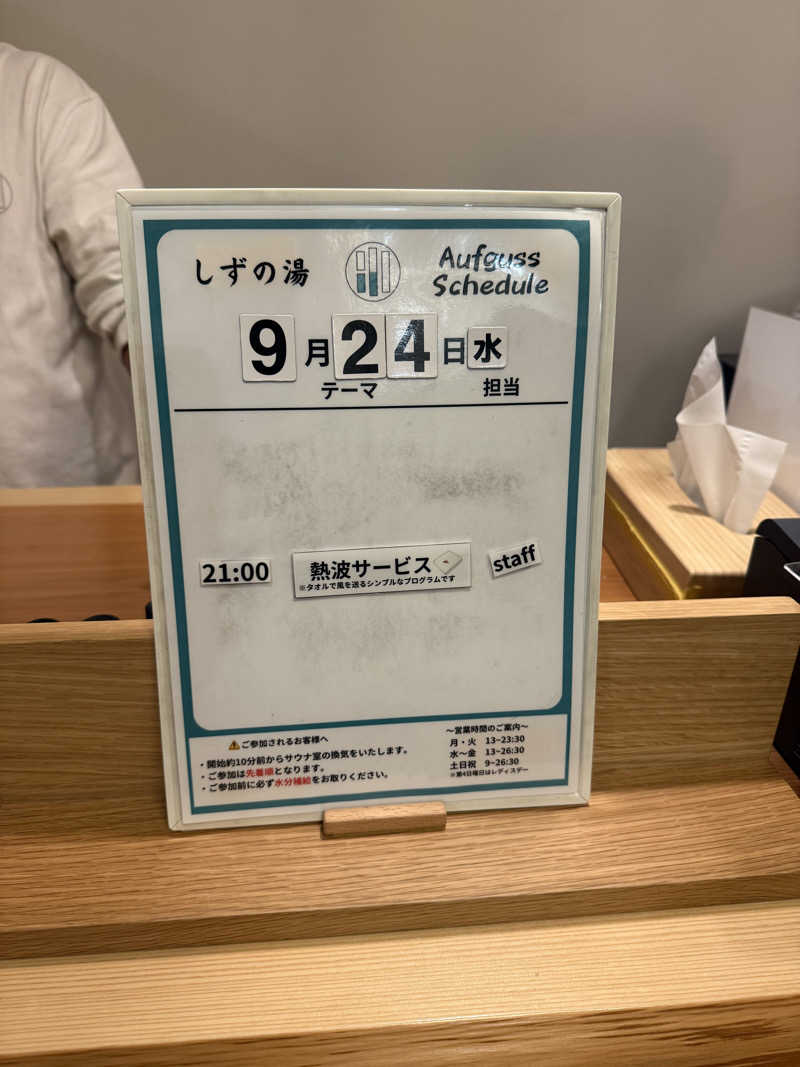 しずの湯
Aufguss
Schedule
9月24日水
テーマ 担当
21:00 熱波サービス staff
※タオルで風を送るシンプルなプログラムです
⚠ご参加されるお客様へ
・開始約10分前からサウナ室の換気をいたします。
・ご参加は先着順となります。
・ご参加前に必ず水分補給をお取りください。
～営業時間のご案内～
月・火 13~23:30
水～金 13~26:30
土日祝 9~26:30
※第4日曜日はレディスデー